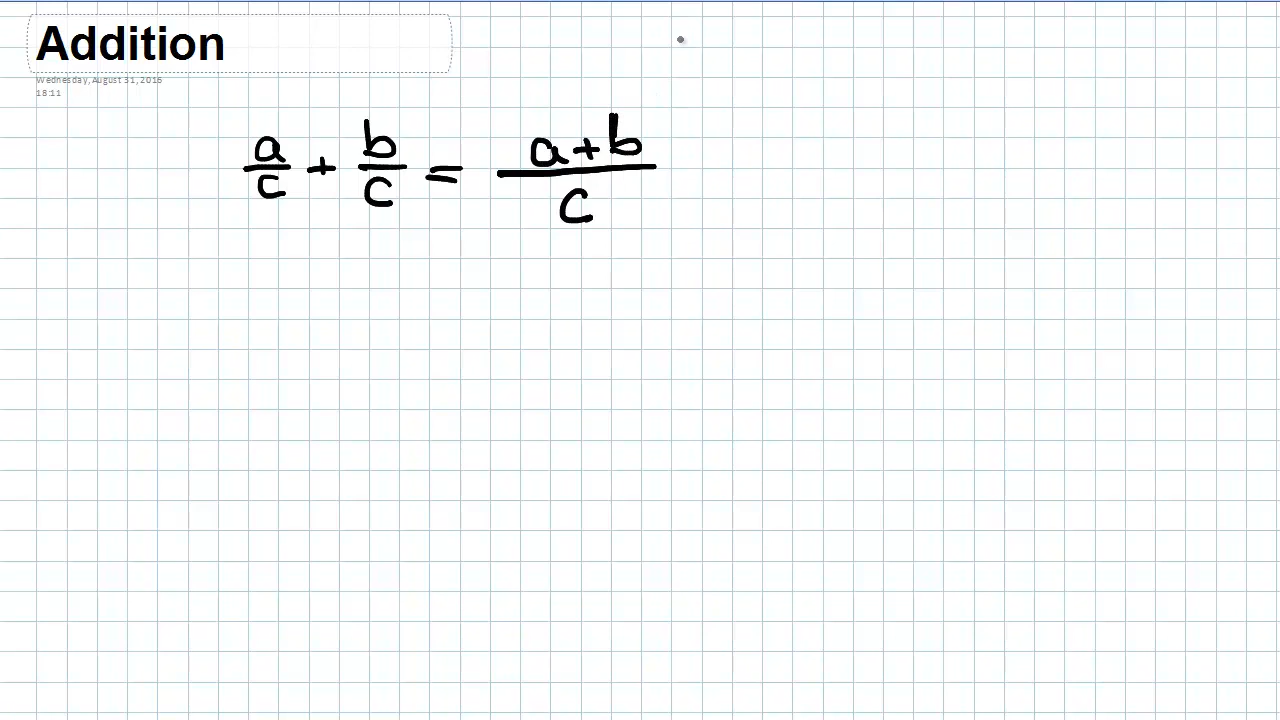 Addition
Wednesday, August 31, 2016
18:11
a/c + b/c = a+b/c